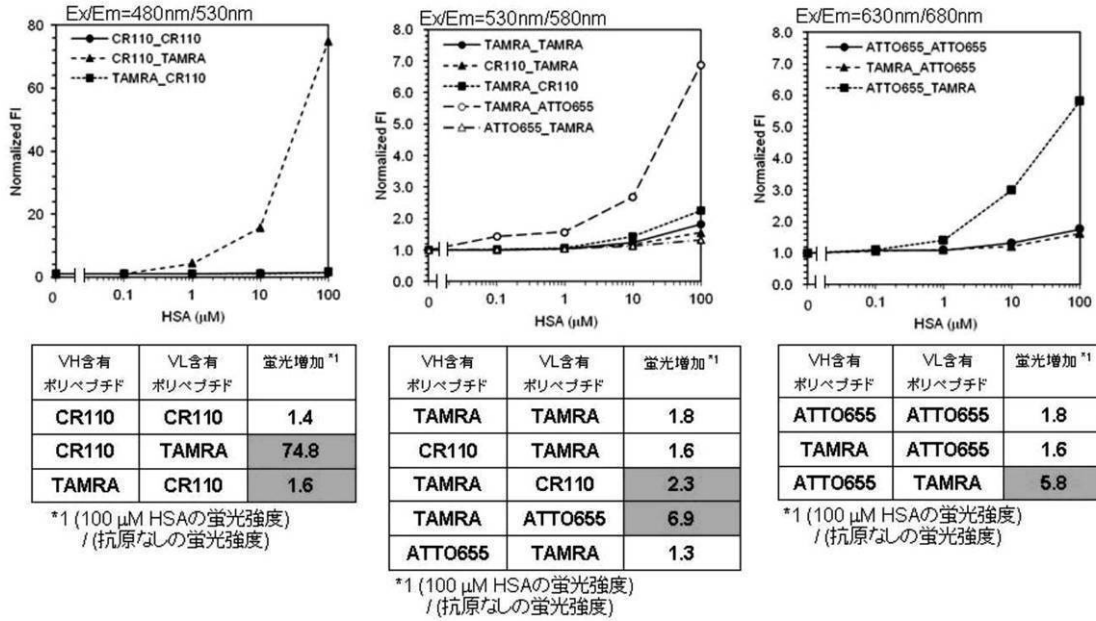 Ex/Em=480nm/530nm
80
60
40
20
0
Normalized FI
CR110_CR110
CR110_TAMRA
TAMRA_CR110
0 0.1 1 10 100
HSA (μM)
VH含有ポリペプチド VL含有ポリペプチド 蛍光増加*1
CR110 CR110 1.4
CR110 TAMRA 74.8
TAMRA CR110 1.6
*1 (100 μM HSAの蛍光強度)
/ (抗原なしの蛍光強度)
Ex/Em=530nm/580nm
8.0
7.0
6.0
5.0
4.0
3.0
2.0
1.0
0.0
Normalized FI
TAMRA_TAMRA
CR110_TAMRA
TAMRA_CR110
TAMRA_ATTO655
ATTO655_TAMRA
0 0.1 1 10 100
HSA (μM)
VH含有ポリペプチド VL含有ポリペプチド 蛍光増加*1
TAMRA TAMRA 1.8
CR110 TAMRA 1.6
TAMRA CR110 2.3
TAMRA ATTO655 6.9
ATTO655 TAMRA 1.3
*1 (100 μM HSAの蛍光強度)
/ (抗原なしの蛍光強度)
Ex/Em=630nm/680nm
8.0
7.0
6.0
5.0
4.0
3.0
2.0
1.0
0.0
Normalized FI
ATTO655_ATTO655
TAMRA_ATTO655
ATTO655_TAMRA
0 0.1 1 10 100
HSA (μM)
VH含有ポリペプチド VL含有ポリペプチド 蛍光増加*1
ATTO655 ATTO655 1.8
TAMRA ATTO655 1.6
ATTO655 TAMRA 5.8
*1 (100 μM HSAの蛍光強度)
/ (抗原なしの蛍光強度)